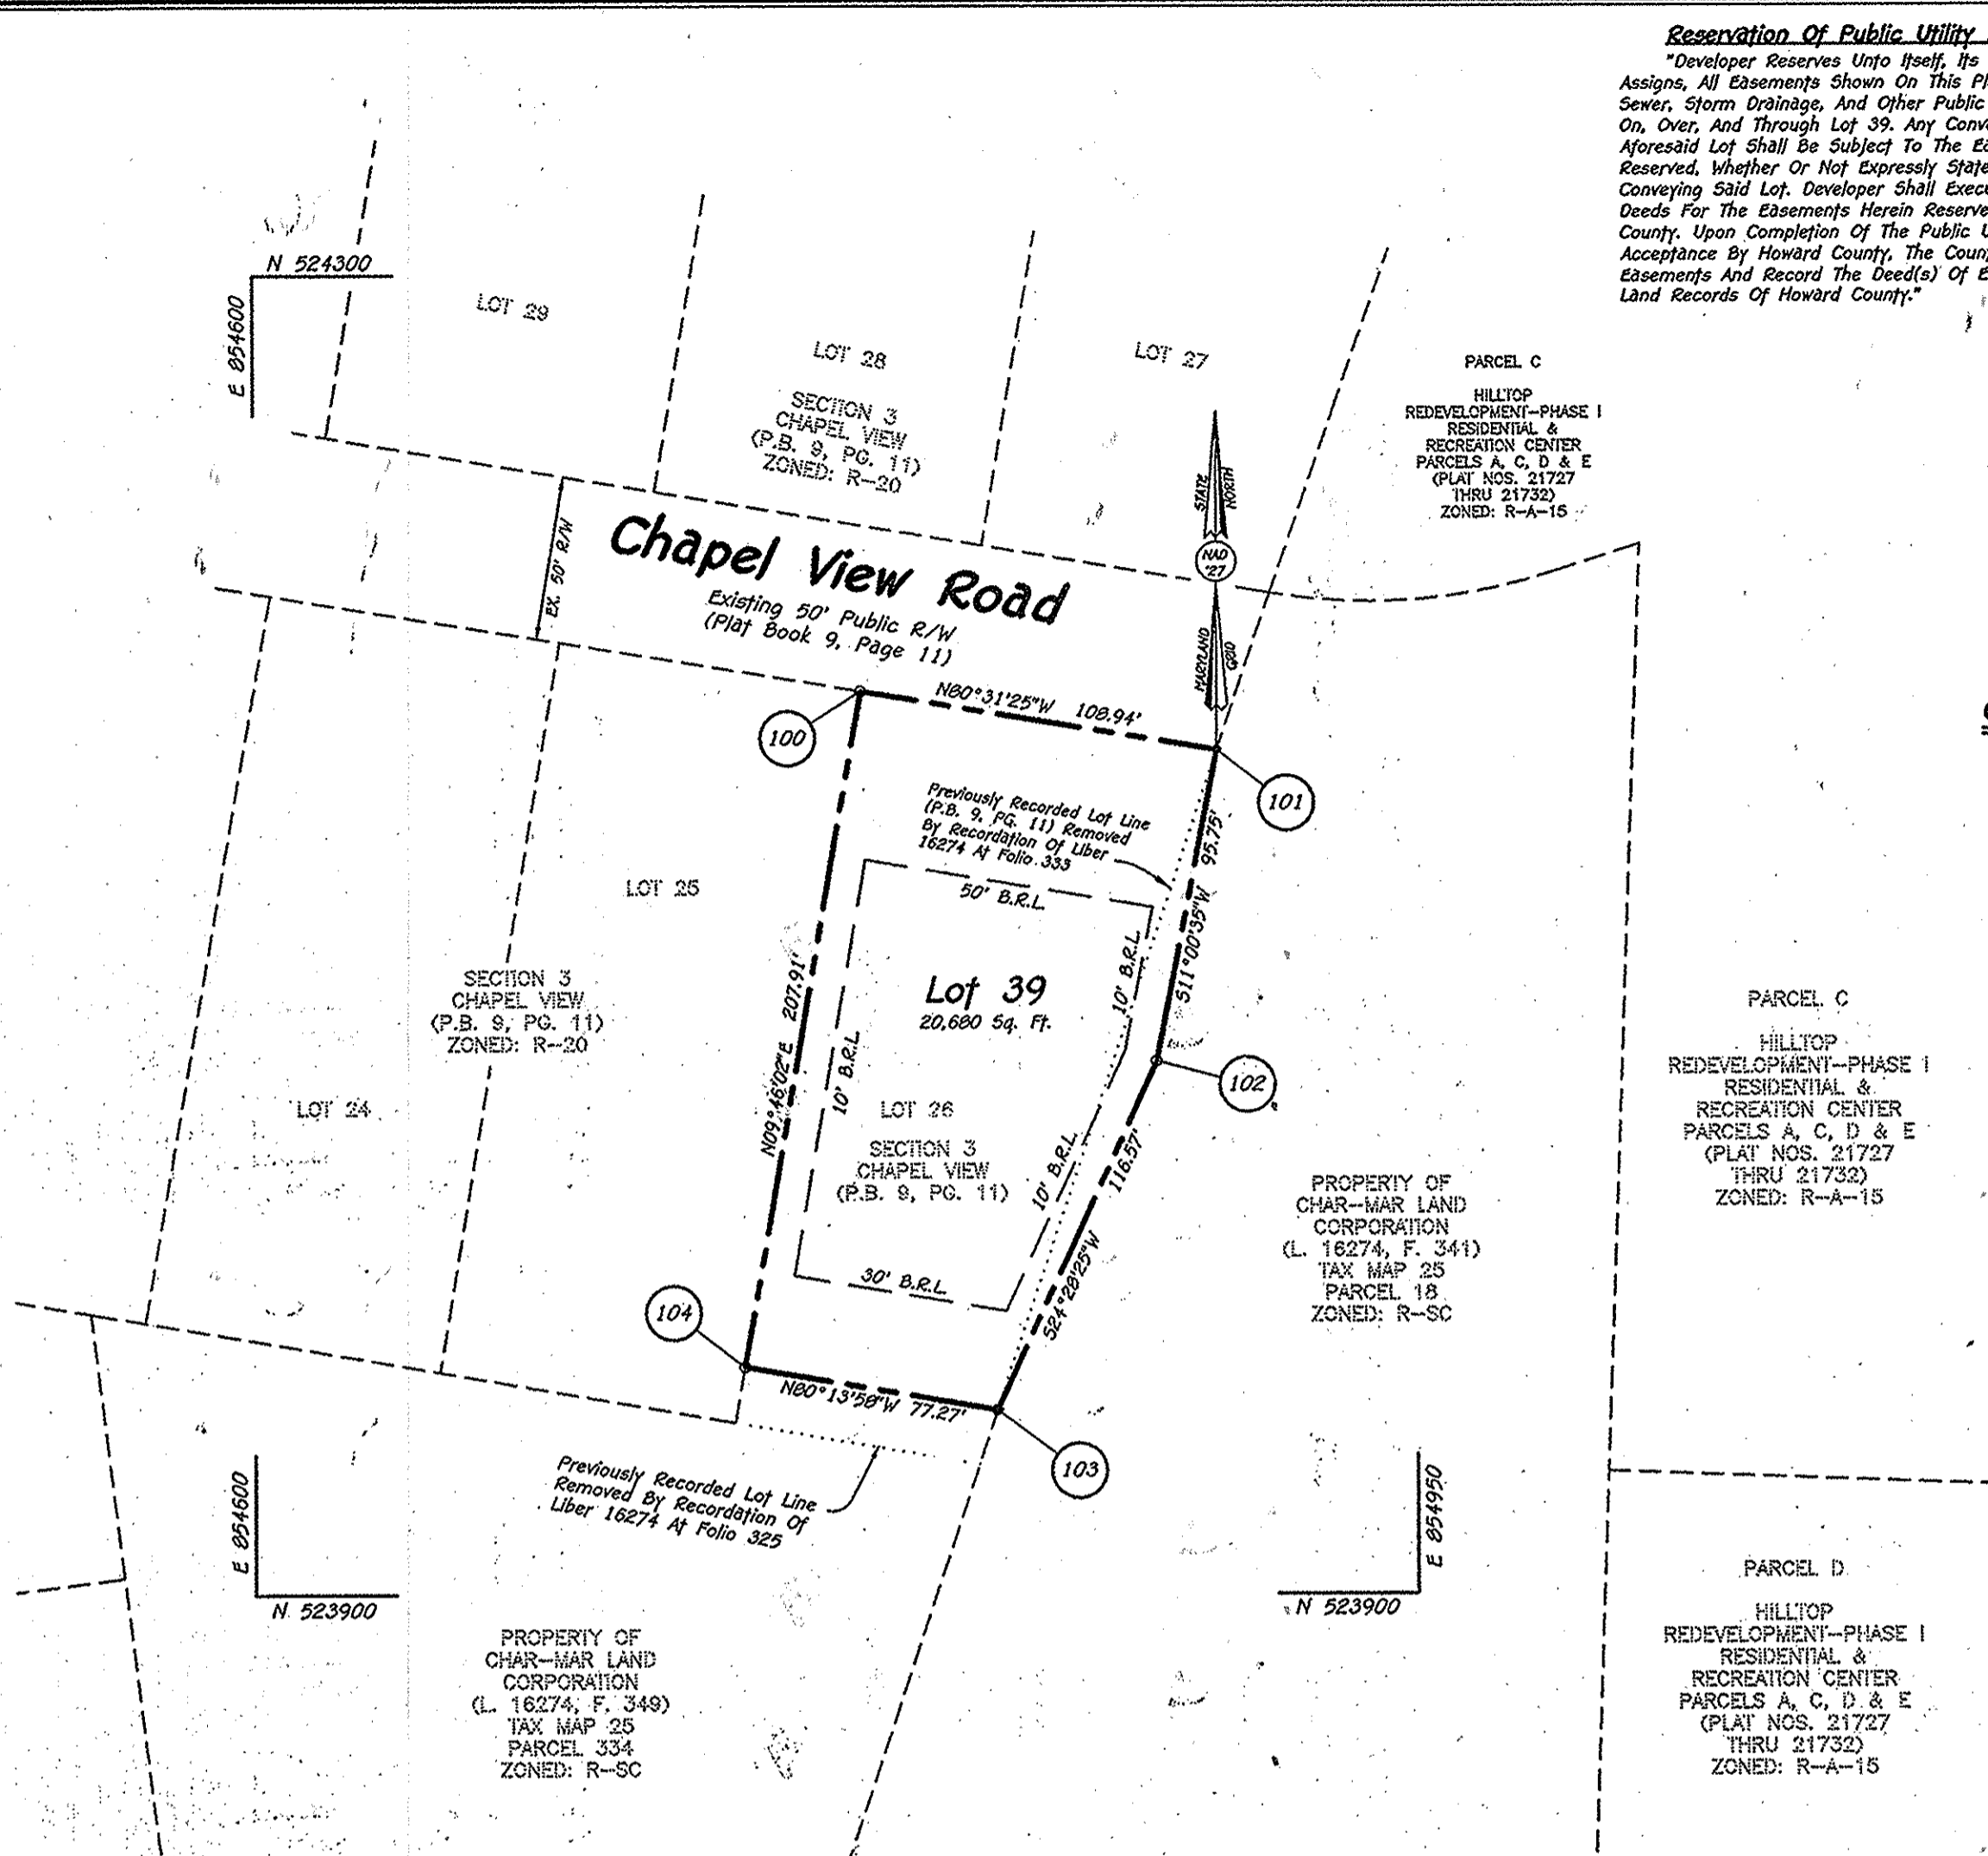 Reservation Of Public Utility
"Developer Reserves Unto Itself, Its
Assigns, All Easements Shown On This
Sewer, Storm Drainage, And Other Public
On, Over, And Through Lot 39. Any
Aforesaid Lot Shall Be Subject To The
Reserved, Whether Or Not Expressly
Conveying Said Lot. Developer Shall
Deeds For The Easements Herein
County. Upon Completion Of The Public
Acceptance By Howard County, The
Easements And Record The Deed(s) Of
Land Records Of Howard County."
N 524300
E 854600
LOT 29
LOT 28
SECTION 3
CHAPEL VIEW
(P.B. 9, PG. 11)
ZONED: R-20
LOT 27
PARCEL C
HILLTOP
REDEVELOPMENT-PHASE I
RESIDENTIAL &
RECREATION CENTER
PARCELS A, C, D & E
(PLAT NOS. 21727
THRU 21732)
ZONED: R-A-15
STATE
NORTH
NAD
'27
MARYLAND
GRID
EX. 50' R/W
Chapel View Road
Existing 50' Public R/W
(Plat Book 9, Page 11)
N80°31'25"W 108.94'
100
101
Previously Recorded Lot Line
(P.B. 9, PG. 11) Removed
By Recordation Of Liber
16274 At Folio 333
S11°00'35"W 95.75'
50' B.R.L.
LOT 25
Lot 39
20,680 Sq. Ft.
10' B.R.L.
N09°46'02"E 207.91'
10' B.R.L.
SECTION 3
CHAPEL VIEW
(P.B. 9, PG. 11)
ZONED: R-20
LOT 24
102
LOT 26
SECTION 3
CHAPEL VIEW
(P.B. 9, PG. 11)
10' B.R.L.
S24°28'25"W 116.57'
30' B.R.L.
PROPERTY OF
CHAR-MAR LAND
CORPORATION
(L. 16274, F. 341)
TAX MAP 25
PARCEL 18
ZONED: R-SC
PARCEL C
HILLTOP
REDEVELOPMENT-PHASE I
RESIDENTIAL &
RECREATION CENTER
PARCELS A, C, D & E
(PLAT NOS. 21727
THRU 21732)
ZONED: R-A-15
104
N80°13'58"W 77.27'
103
Previously Recorded Lot Line
Removed By Recordation Of
Liber 16274 At Folio 325
E 854600
N 523900
E 854950
N 523900
PROPERTY OF
CHAR-MAR LAND
CORPORATION
(L. 16274, F. 349)
TAX MAP 25
PARCEL 334
ZONED: R-SC
PARCEL D
HILLTOP
REDEVELOPMENT-PHASE I
RESIDENTIAL &
RECREATION CENTER
PARCELS A, C, D & E
(PLAT NOS. 21727
THRU 21732)
ZONED: R-A-15